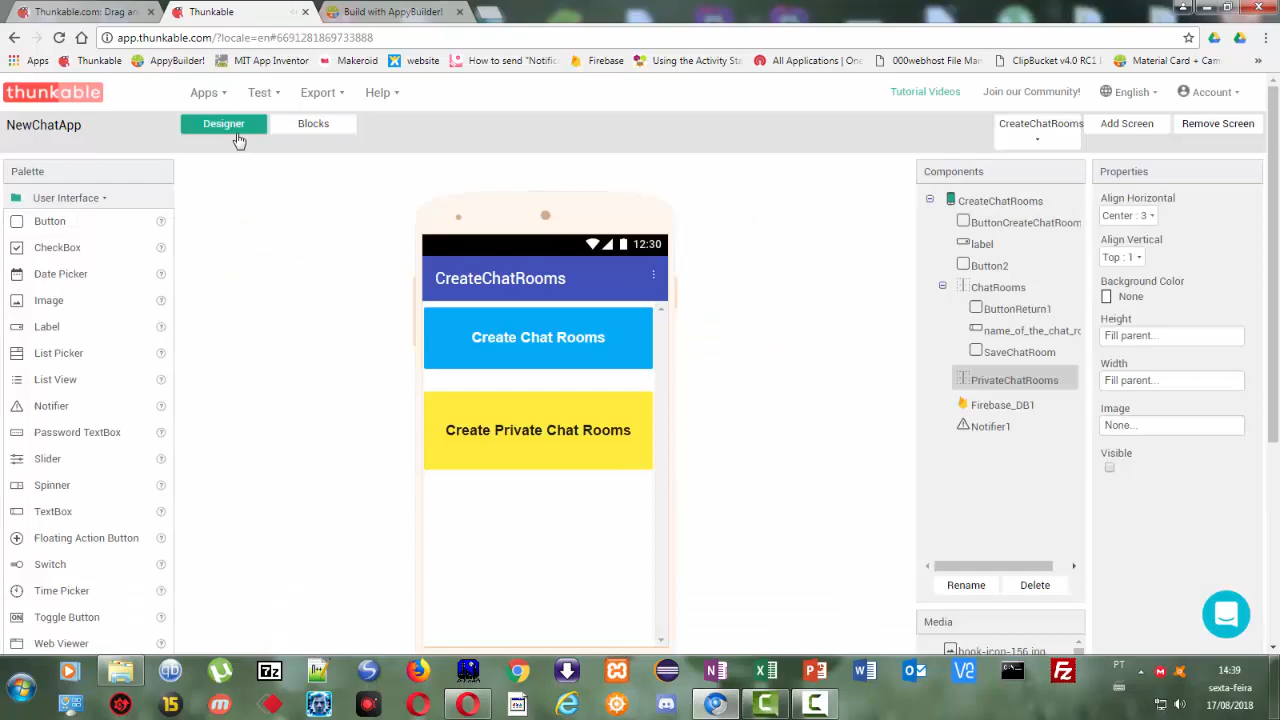 Thunkable.com: Drag an
Thunkable
Build with AppyBuilder!
app.thunkable.com/?locale=en#6691281869733888
Apps
Thunkable
AppyBuilder!
MIT App Inventor
Makeroid
website
How to send "Notific
Firebase
Using the Activity Sta
All Applications | One
000webhost File Man
ClipBucket v4.0 RC1 |
Material Card + Cam
»
thunkable
Apps
Test
Export
Help
Tutorial Videos
Join our Community!
English
Account
NewChatApp
Designer
Blocks
CreateChatRooms
Add Screen
Remove Screen
Palette
User Interface
Button
CheckBox
Date Picker
Image
Label
List Picker
List View
Notifier
Password TextBox
Slider
Spinner
TextBox
Floating Action Button
Switch
Time Picker
Toggle Button
Web Viewer
12:30
CreateChatRooms
Create Chat Rooms
Create Private Chat Rooms
Components
CreateChatRooms
ButtonCreateChatRoom
label
Button2
ChatRooms
ButtonReturn1
name_of_the_chat_ro
SaveChatRoom
PrivateChatRooms
Firebase_DB1
Notifier1
Rename
Delete
Media
book-icon-156.jpg
Properties
Align Horizontal
Center : 3
Align Vertical
Top : 1
Background Color
None
Height
Fill parent...
Width
Fill parent...
Image
None...
Visible
PT
14:39
sexta-feira
17/08/2018